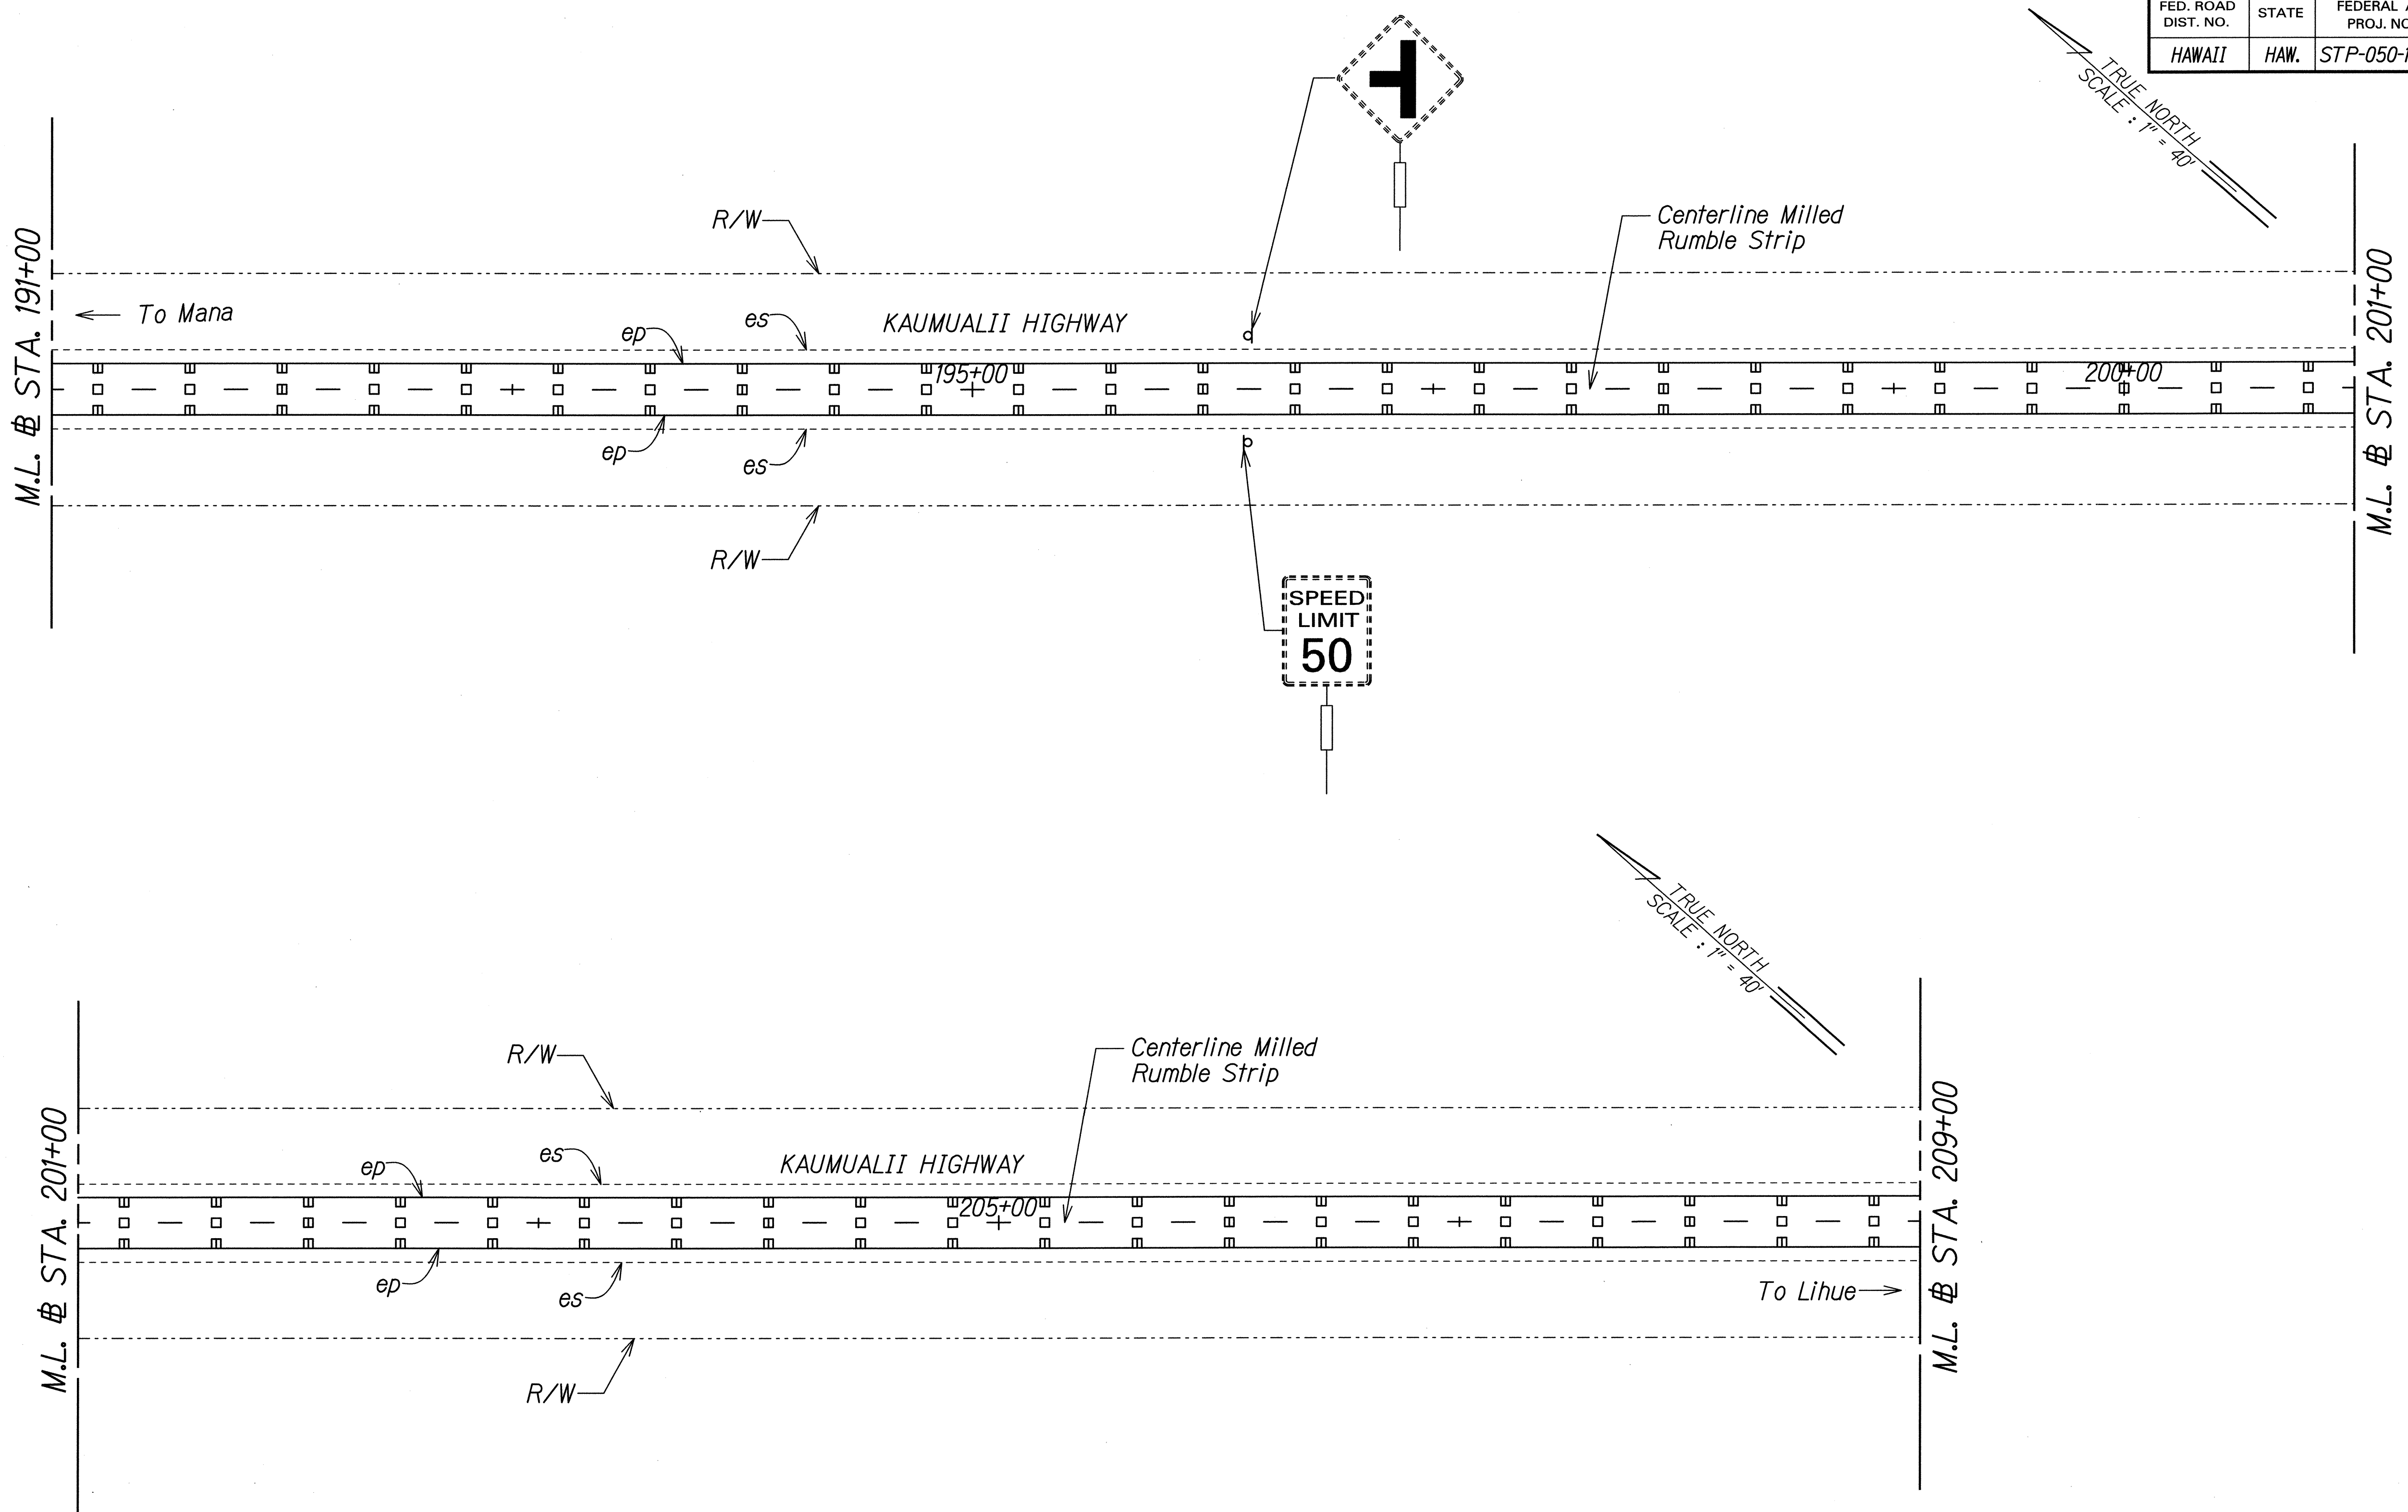 FED. ROAD DIST. NO.
STATE
FEDERAL
PROJ. NO
HAWAII
HAW.
STP-050-
TRUE NORTH
SCALE : 1" = 40'
R/W
Centerline Milled
Rumble Strip
M.L. ℄ STA. 191+00
To Mana
ep
es
KAUMUALII HIGHWAY
195+00
200+00
M.L. ℄ STA. 201+00
ep
es
R/W
SPEED
LIMIT
50
TRUE NORTH
SCALE : 1" = 40'
R/W
Centerline Milled
Rumble Strip
M.L. ℄ STA. 201+00
ep
es
KAUMUALII HIGHWAY
205+00
M.L. ℄ STA. 209+00
ep
es
To Lihue
R/W